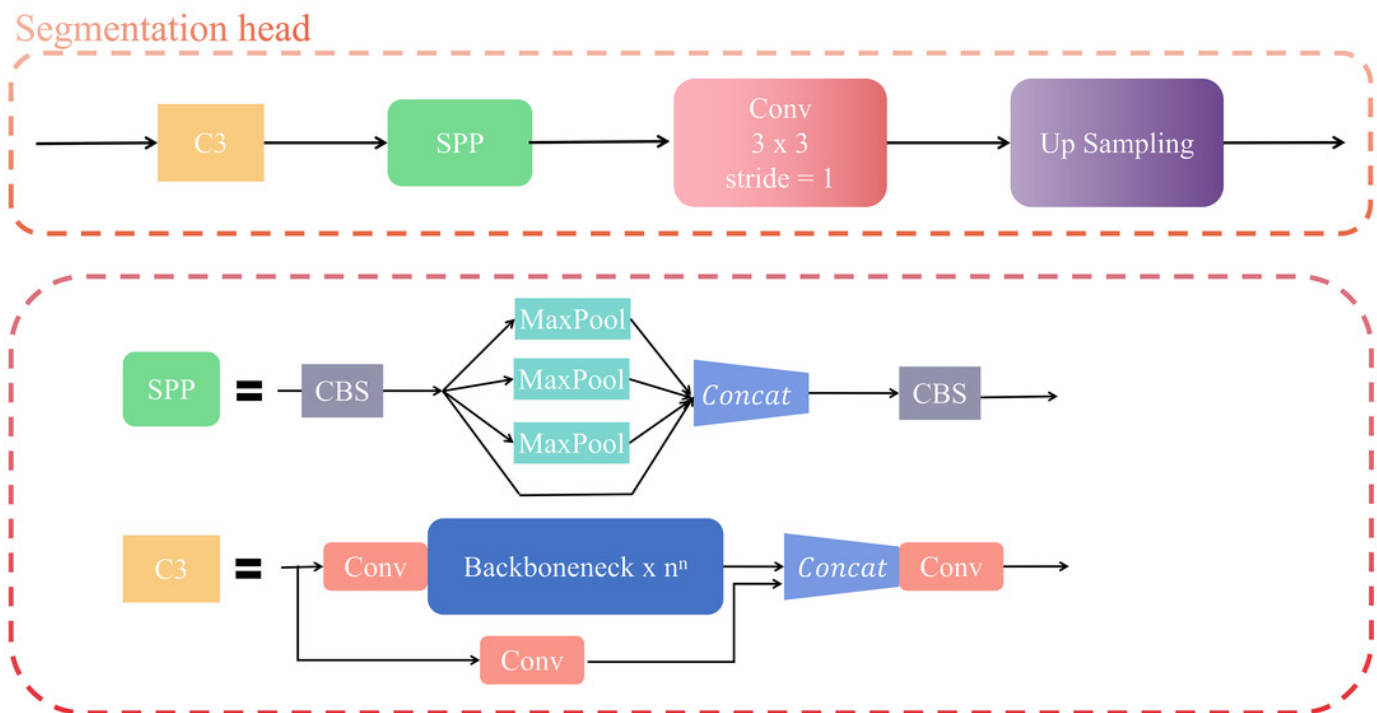 Segmentation head
C3
SPP
Conv
3 x 3
stride = 1
Up Sampling
SPP
=
CBS
MaxPool
MaxPool
MaxPool
Concat
CBS
C3
=
Conv
Backboneneck x nⁿ
Concat
Conv
Conv